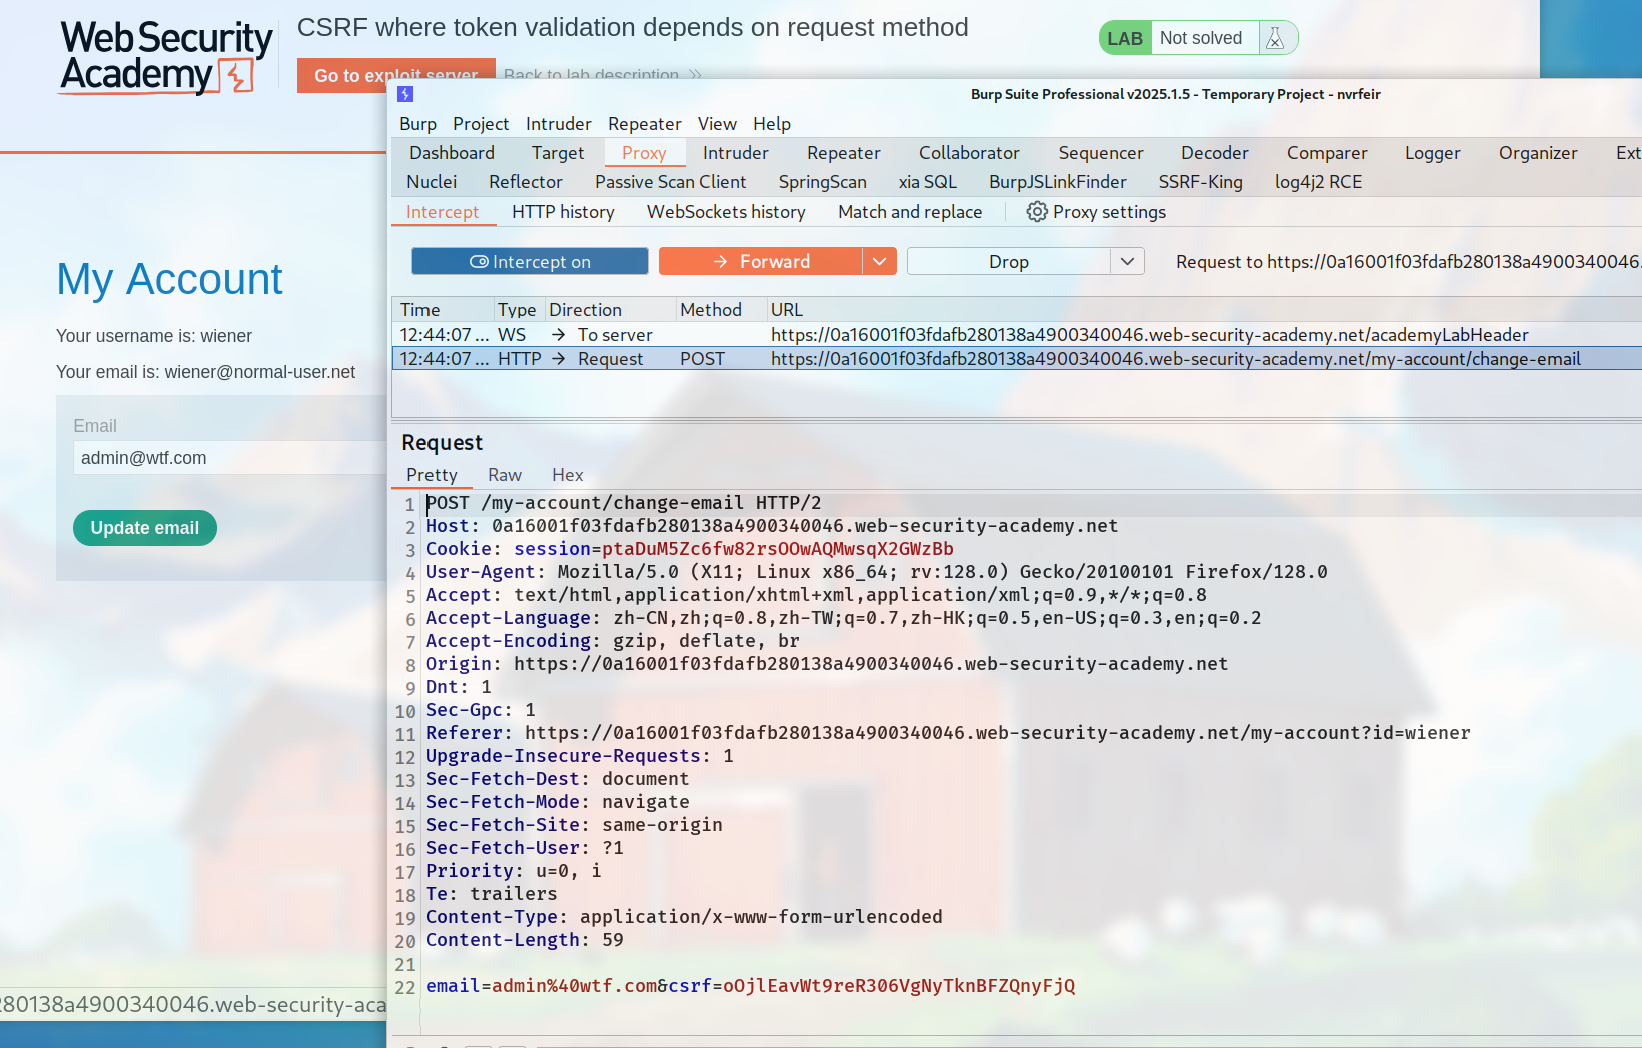 Web Security
Academy
CSRF where token validation depends on request method
Go to exploit server
Back to lab description
LAB
Not solved
My Account
Your username is: wiener
Your email is: wiener@normal-user.net
Email
admin@wtf.com
Update email
280138a4900340046.web-security-aca
Burp Suite Professional v2025.1.5 - Temporary Project - nvrfeir
Burp Project Intruder Repeater View Help
Dashboard Target Proxy Intruder Repeater Collaborator Sequencer Decoder Comparer Logger Organizer Ext
Nuclei Reflector Passive Scan Client SpringScan xia SQL BurpJSLinkFinder SSRF-King log4j2 RCE
Intercept HTTP history WebSockets history Match and replace Proxy settings
Intercept on Forward Drop Request to https://0a16001f03fdafb280138a4900340046.
Time Type Direction Method URL
12:44:07 ... WS → To server https://0a16001f03fdafb280138a4900340046.web-security-academy.net/academyLabHeader
12:44:07 ... HTTP → Request POST https://0a16001f03fdafb280138a4900340046.web-security-academy.net/my-account/change-email
Request
Pretty Raw Hex
1 POST /my-account/change-email HTTP/2
2 Host: 0a16001f03fdafb280138a4900340046.web-security-academy.net
3 Cookie: session=ptaDuM5Zc6fw82rsOOwAQMwsqX2GWzBb
4 User-Agent: Mozilla/5.0 (X11; Linux x86_64; rv:128.0) Gecko/20100101 Firefox/128.0
5 Accept: text/html,application/xhtml+xml,application/xml;q=0.9,*/*;q=0.8
6 Accept-Language: zh-CN,zh;q=0.8,zh-TW;q=0.7,zh-HK;q=0.5,en-US;q=0.3,en;q=0.2
7 Accept-Encoding: gzip, deflate, br
8 Origin: https://0a16001f03fdafb280138a4900340046.web-security-academy.net
9 Dnt: 1
10 Sec-Gpc: 1
11 Referer: https://0a16001f03fdafb280138a4900340046.web-security-academy.net/my-account?id=wiener
12 Upgrade-Insecure-Requests: 1
13 Sec-Fetch-Dest: document
14 Sec-Fetch-Mode: navigate
15 Sec-Fetch-Site: same-origin
16 Sec-Fetch-User: ?1
17 Priority: u=0, i
18 Te: trailers
19 Content-Type: application/x-www-form-urlencoded
20 Content-Length: 59
21
22 email=admin%40wtf.com&csrf=oOjlEavWt9reR306VgNyTknBFZQnyFjQ